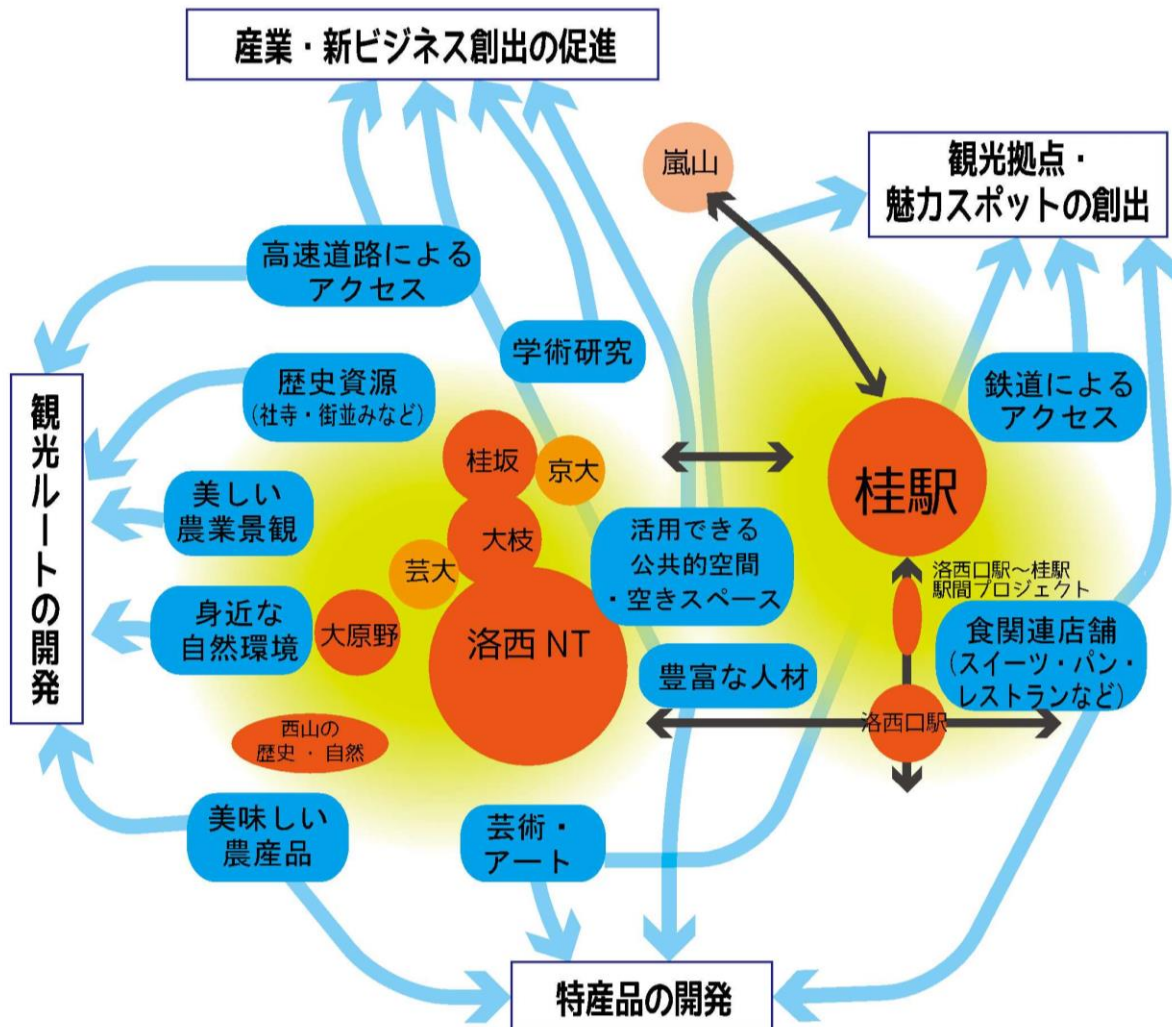 産業・新ビジネス創出の促進
嵐山
観光拠点・
魅力スポットの創出
高速道路による
アクセス
学術研究
歴史資源
(社寺・街並みなど)
鉄道による
アクセス
観光ルートの開発
美しい
農業景観
桂坂
京大
桂駅
大枝
芸大
活用できる
公共的空間
・空きスペース
洛西口駅〜桂駅
駅間プロジェクト
身近な
自然環境
大原野
洛西 NT
豊富な人材
食関連店舗
(スイーツ・パン・
レストランなど)
洛西口駅
西山の
歴史・自然
美味しい
農産品
芸術・
アート
特産品の開発